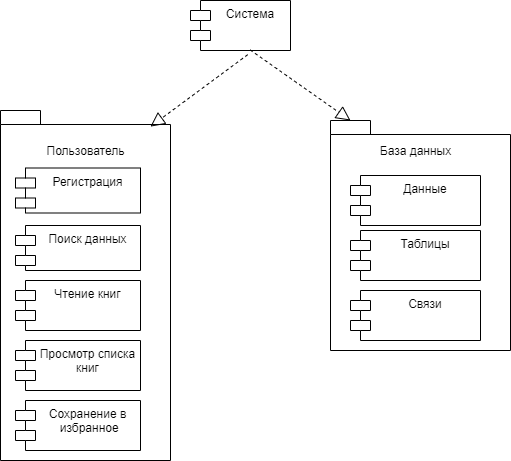 Система
Пользователь
Регистрация
Поиск данных
Чтение книг
Просмотр списка
книг
Сохранение в
избранное
База данных
Данные
Таблицы
Связи